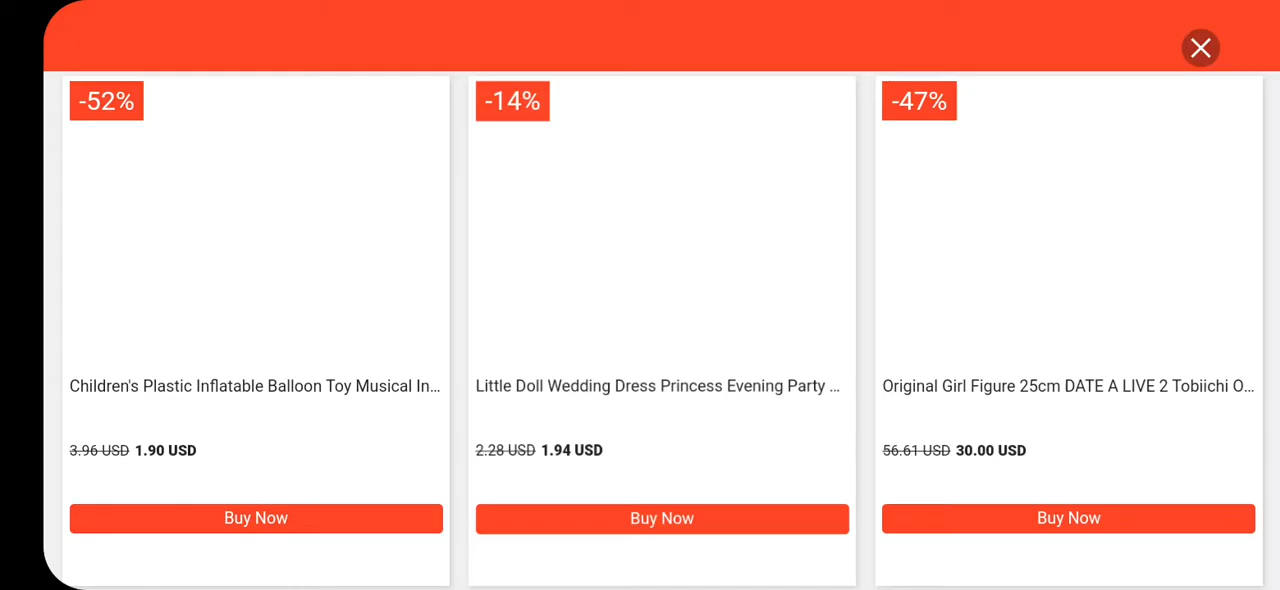 -52%
-14%
-47%
Children's Plastic Inflatable Balloon Toy Musical In...
Little Doll Wedding Dress Princess Evening Party ...
Original Girl Figure 25cm DATE A LIVE 2 Tobiichi O...
3.96 USD 1.90 USD
2.28 USD 1.94 USD
56.61 USD 30.00 USD
Buy Now
Buy Now
Buy Now